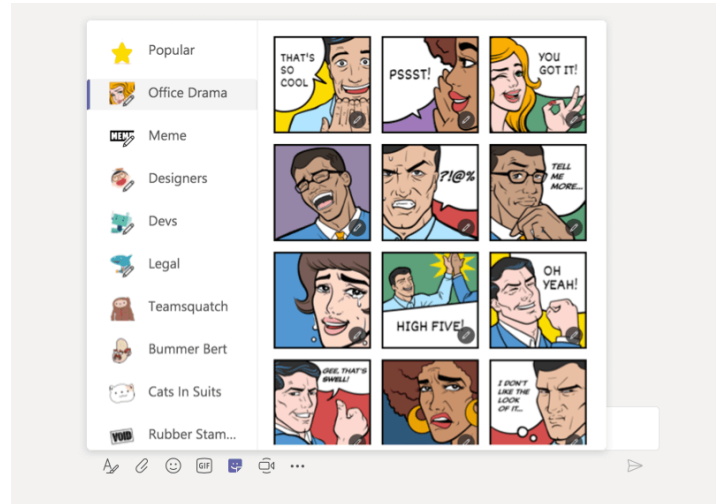 Popular
Office Drama
MEME
Meme
Designers
Devs
Legal
Teamsquatch
Bummer Bert
Cats In Suits
VOID
Rubber Stam...
THAT'S
SO
COOL
PSSST!
YOU
GOT IT!
?!@%
TELL
ME
MORE...
HIGH FIVE!
OH
YEAH!
GEE, THAT'S
SWELL!
I DON'T
LIKE THE
LOOK
OF IT...
A
GIF